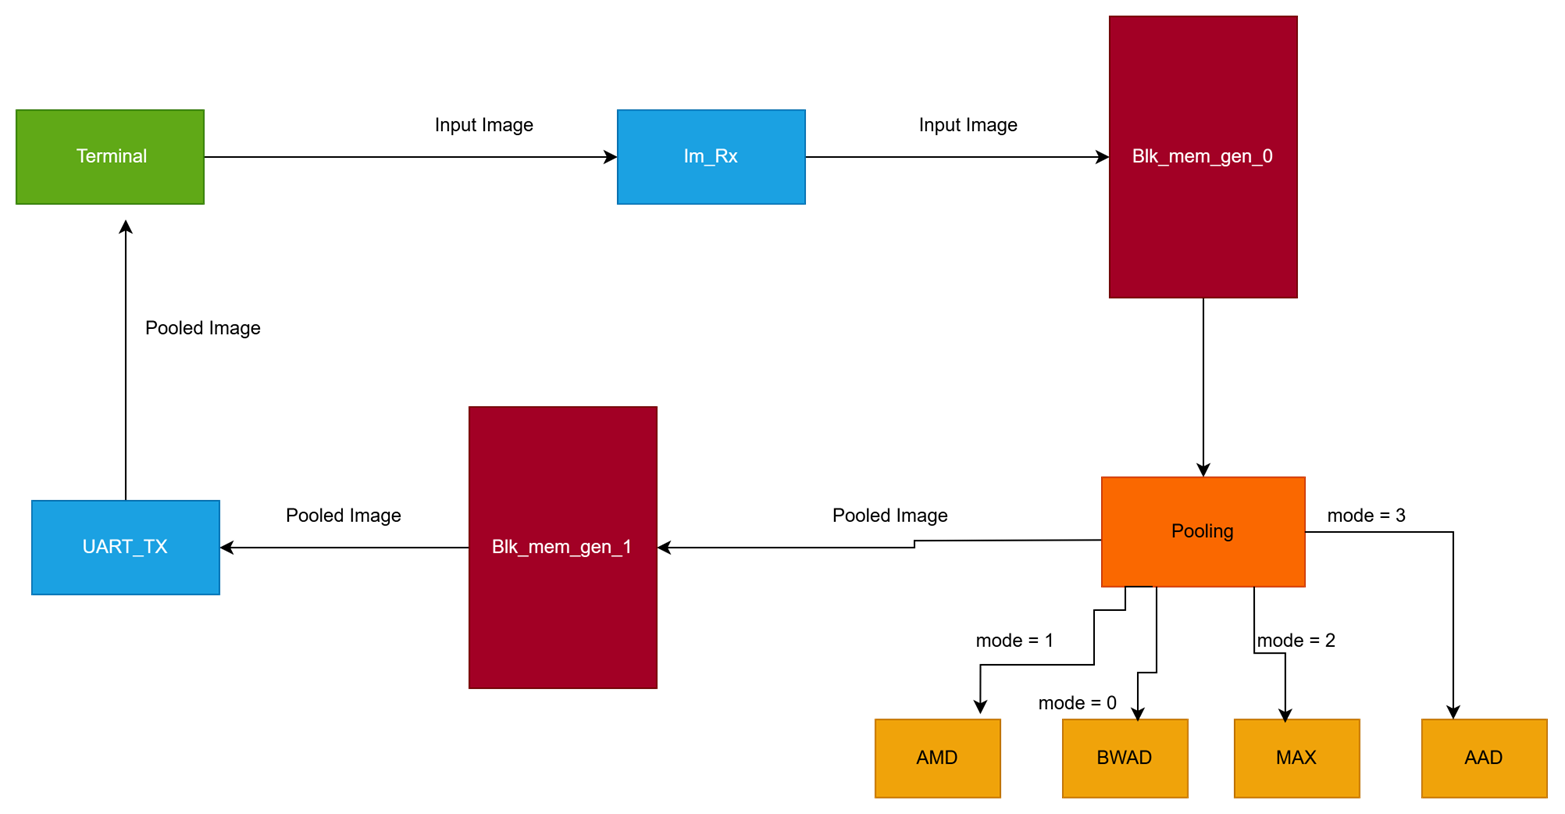 Input Image
Input Image
Terminal
Im_Rx
Blk_mem_gen_0
Pooled Image
Pooled Image
Pooled Image
mode = 3
UART_TX
Blk_mem_gen_1
Pooling
mode = 1
mode = 2
mode = 0
AMD
BWAD
MAX
AAD